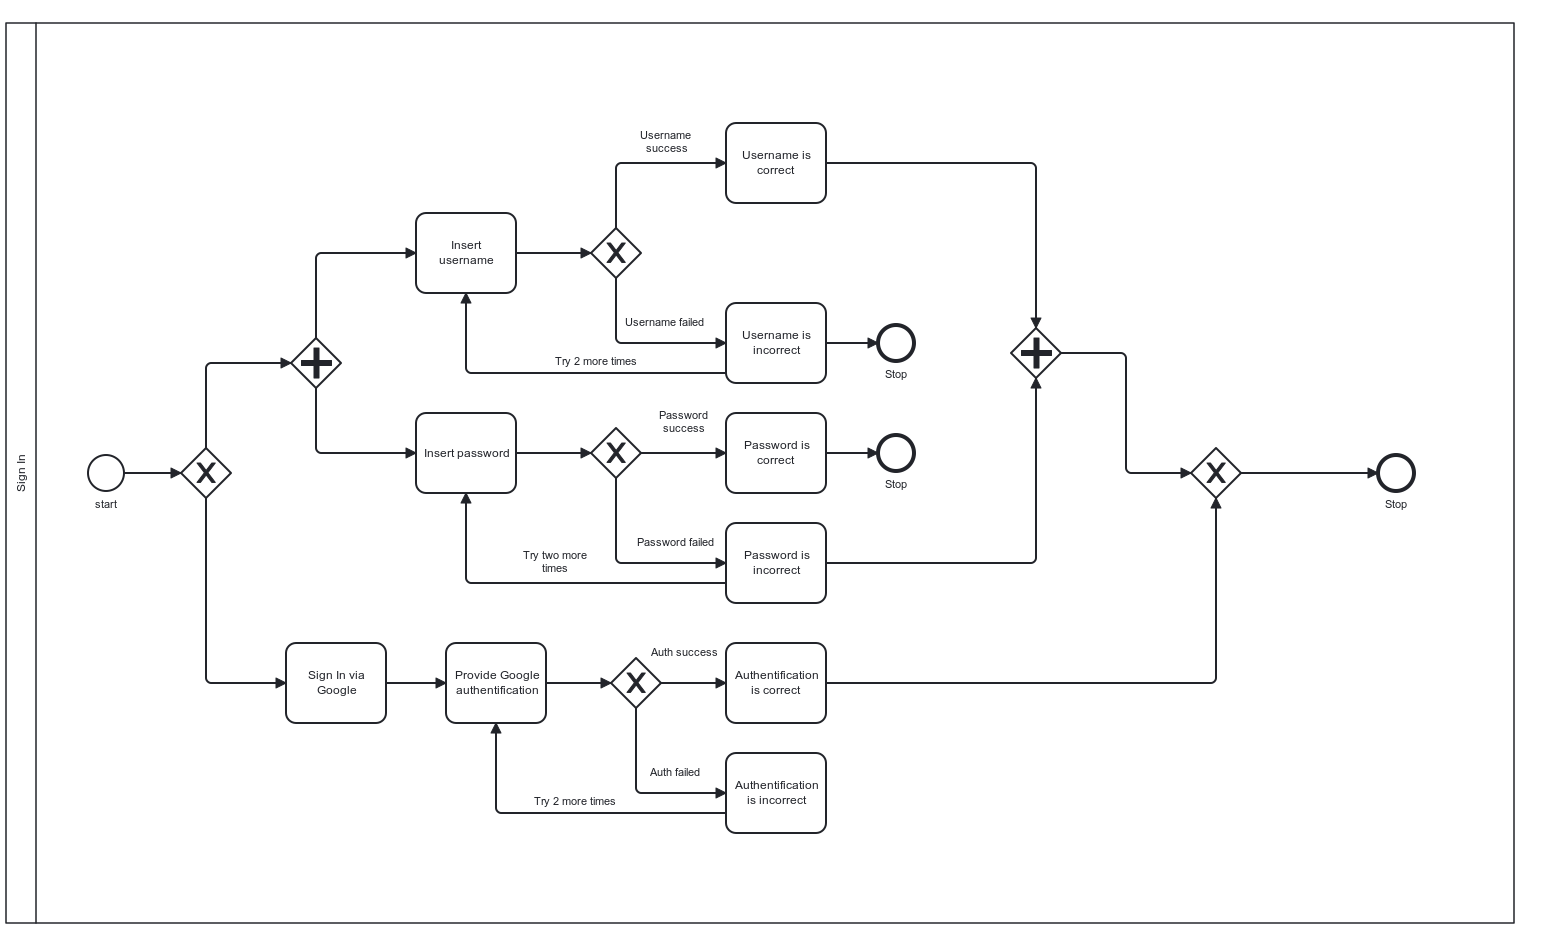 Sign In
start
Insert
username
Username
success
Username is
correct
Username failed
Username is
incorrect
Try 2 more times
Stop
Insert password
Password
success
Password is
correct
Stop
Password failed
Password is
incorrect
Try two more
times
Sign In via
Google
Provide Google
authentification
Auth success
Authentification
is correct
Auth failed
Authentification
is incorrect
Try 2 more times
Stop